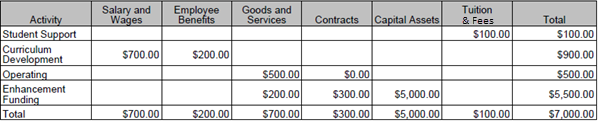 Activity Salary and Wages Employee Benefits Goods and Services Contracts Capital Assets Tuition & Fees Total
Student Support $100.00 $100.00
Curriculum Development $700.00 $200.00 $900.00
Operating $500.00 $0.00 $500.00
Enhancement Funding $200.00 $300.00 $5,000.00 $5,500.00
Total $700.00 $200.00 $700.00 $300.00 $5,000.00 $100.00 $7,000.00